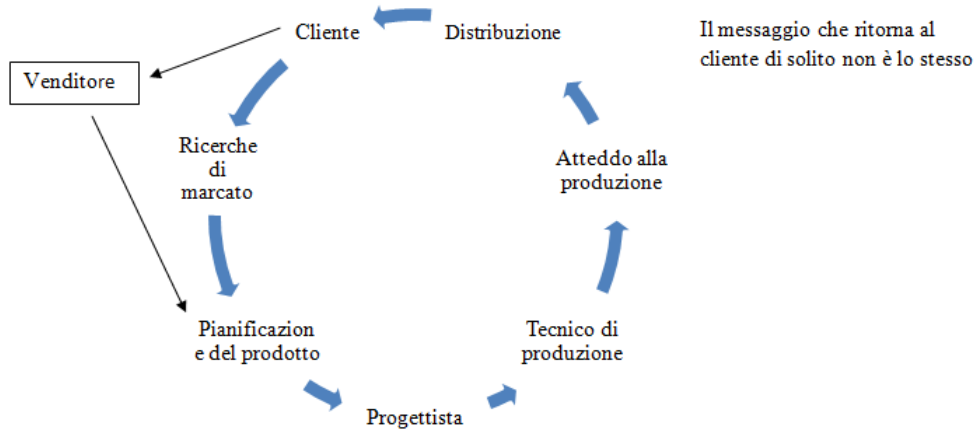 Cliente
Distribuzione
Il messaggio che ritorna al
cliente di solito non è lo stesso
Venditore
Ricerche
di
marcato
Atteddo alla
produzione
Pianificazion
e del prodotto
Tecnico di
produzione
Progettista